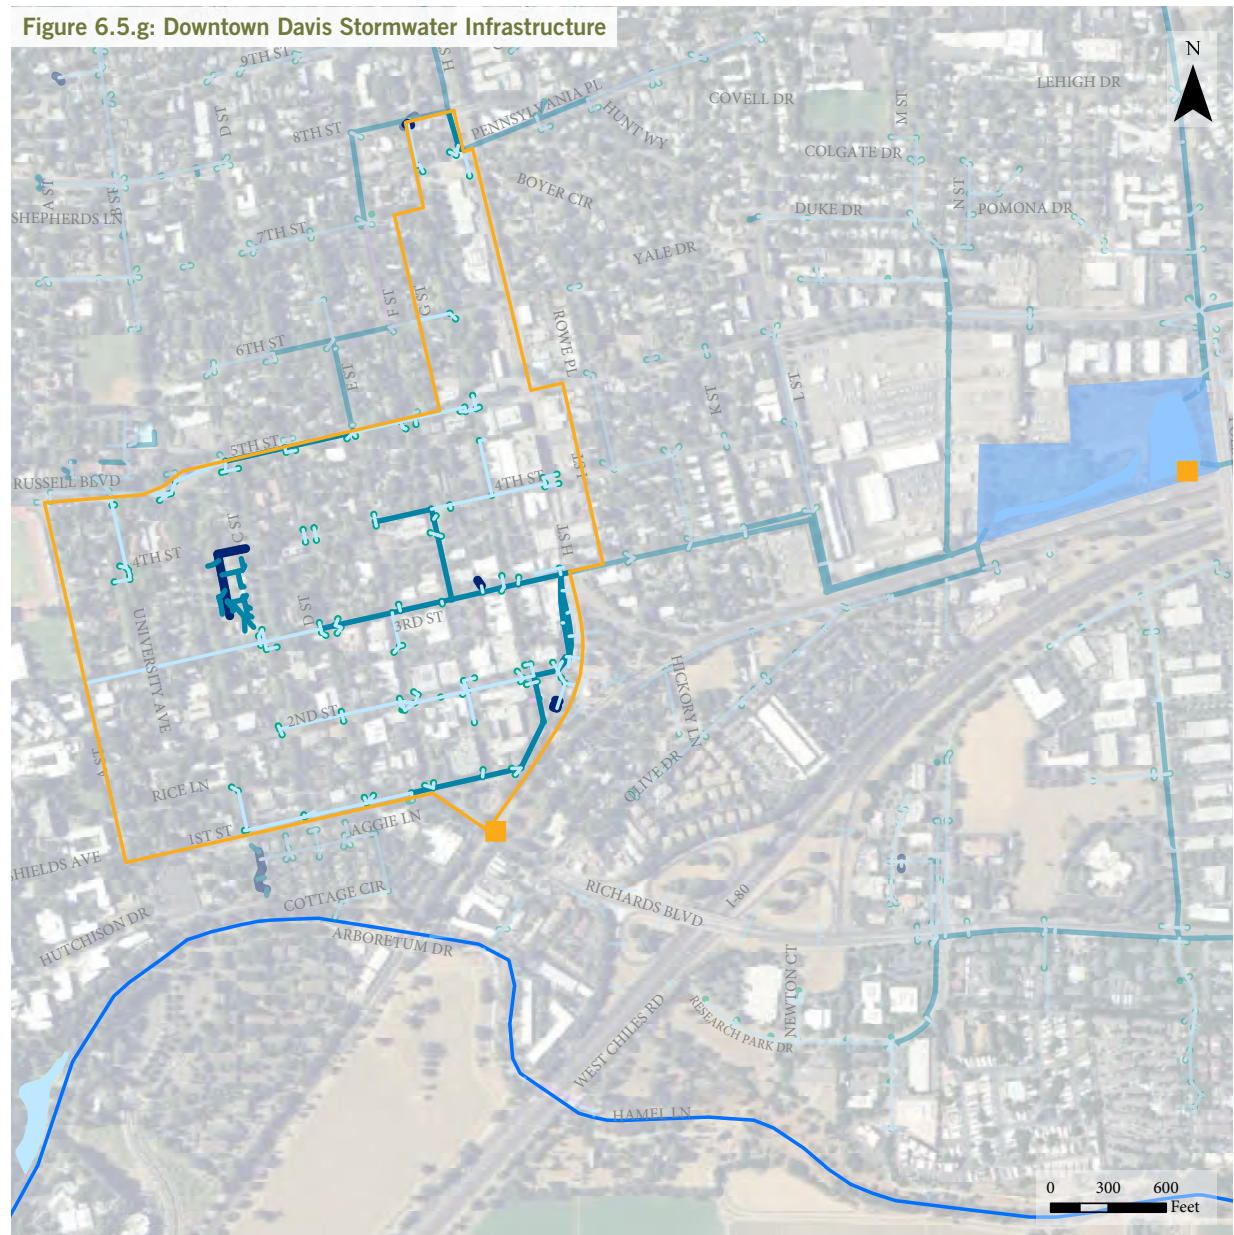 Figure 6.5.g: Downtown Davis Stormwater Infrastructure
N
9TH ST
H ST
PENNSYLVANIA PL
COVELL DR
LEHIGH DR
M ST
D ST
8TH ST
HUNT WY
COLGATE DR
A ST
B ST
BOYER CIR
N ST
SHEPHERDS LN
7TH ST
DUKE DR
POMONA DR
YALE DR
F ST
G ST
ROWE PL
6TH ST
E ST
K ST
L ST
5TH ST
RUSSELL BLVD
4TH ST
I ST
C ST
H ST
4TH ST
D ST
3RD ST
UNIVERSITY AVE
2ND ST
HICKORY LN
A ST
RICE LN
OLIVE DR
1ST ST
AGGIE LN
SHIELDS AVE
COTTAGE CIR
RICHARDS BLVD
I-80
HUTCHISON DR
ARBORETUM DR
NEWTON CT
RESEARCH PARK DR
WEST CHILES RD
HAMEL LN
0 300 600
Feet